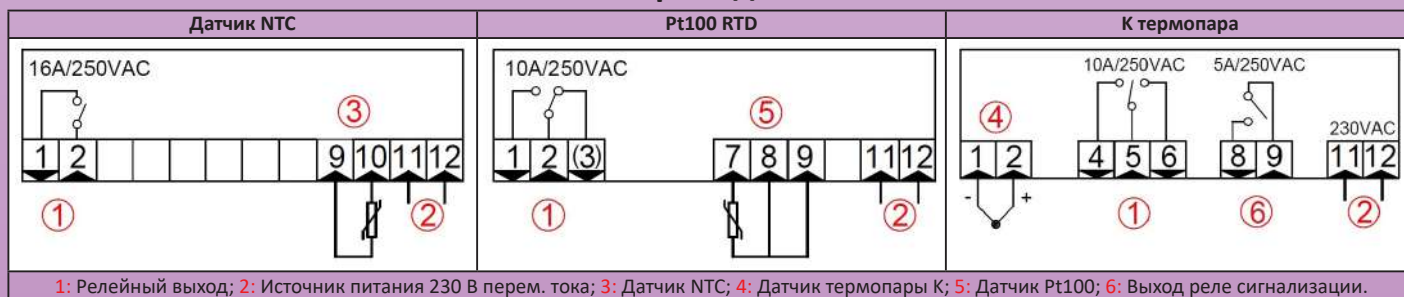 Датчик NTC
Pt100 RTD
К термопара
16A/250VAC
③
1 2 9 10 11 12
① ②
10A/250VAC
⑤
1 2 (3) 7 8 9 11 12
① ②
10A/250VAC 5A/250VAC
④
230VAC
1 2 4 5 6 8 9 11 12
- + ① ⑥ ②
1: Релейный выход; 2: Источник питания 230 В перем. тока; 3: Датчик NTC; 4: Датчик термопары К; 5: Датчик Pt100; 6: Выход реле сигнализации.